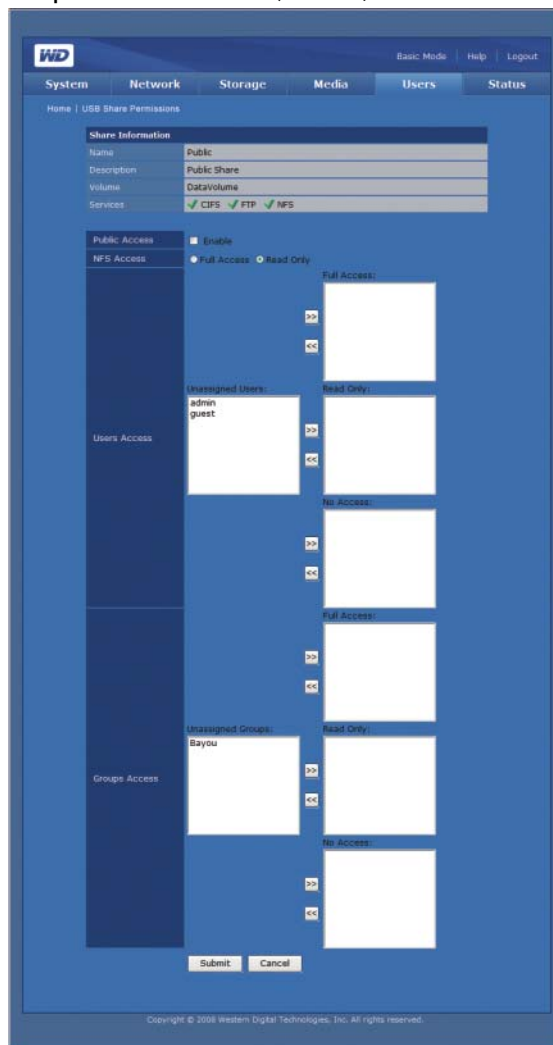 WD
Basic Mode | Help | Logout
System Network Storage Media Users Status
Home | USB Share Permissions
Share Information
Name Public
Description Public Share
Volume DataVolume
Services CIFS FTP NFS
Public Access Enable
NFS Access Full Access Read Only
Full Access:
>>
<<
Unassigned Users: Read Only:
admin
guest
>>
Users Access
<<
No Access:
>>
<<
Full Access:
>>
<<
Unassigned Groups: Read Only:
Bayou
>>
Groups Access
<<
No Access:
>>
<<
Submit Cancel
Copyright © 2008 Western Digital Technologies, Inc. All rights reserved.